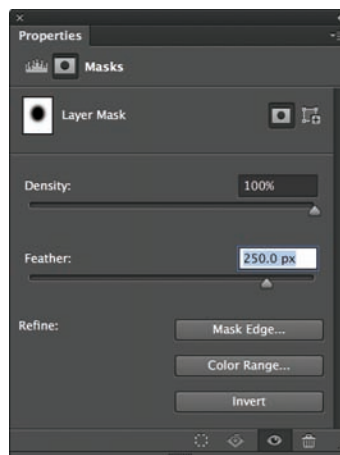 Properties
Masks
Layer Mask
Density: 100%
Feather: 250.0 px
Refine: Mask Edge...
Color Range...
Invert